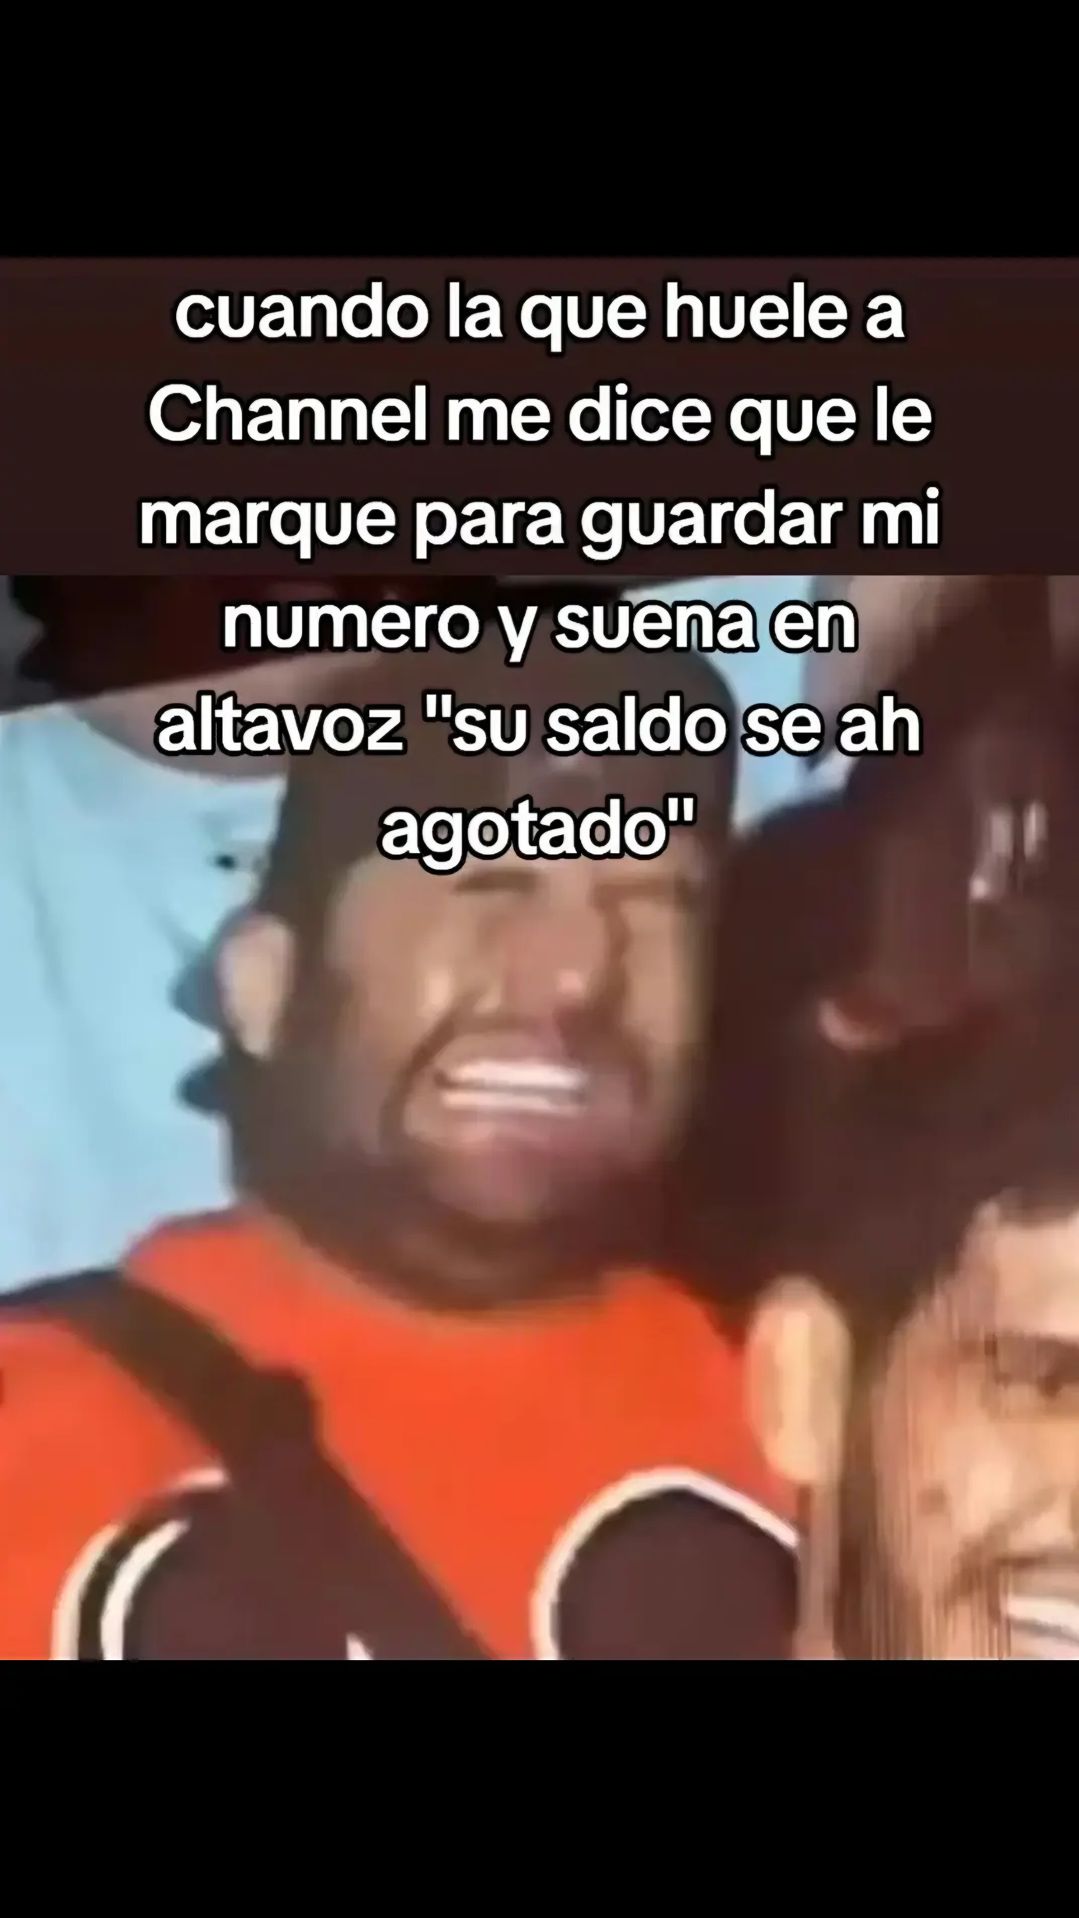 cuando la que huele a
Channel me dice que le
marque para guardar mi
numero y suena en
altavoz "su saldo se ah
agotado"